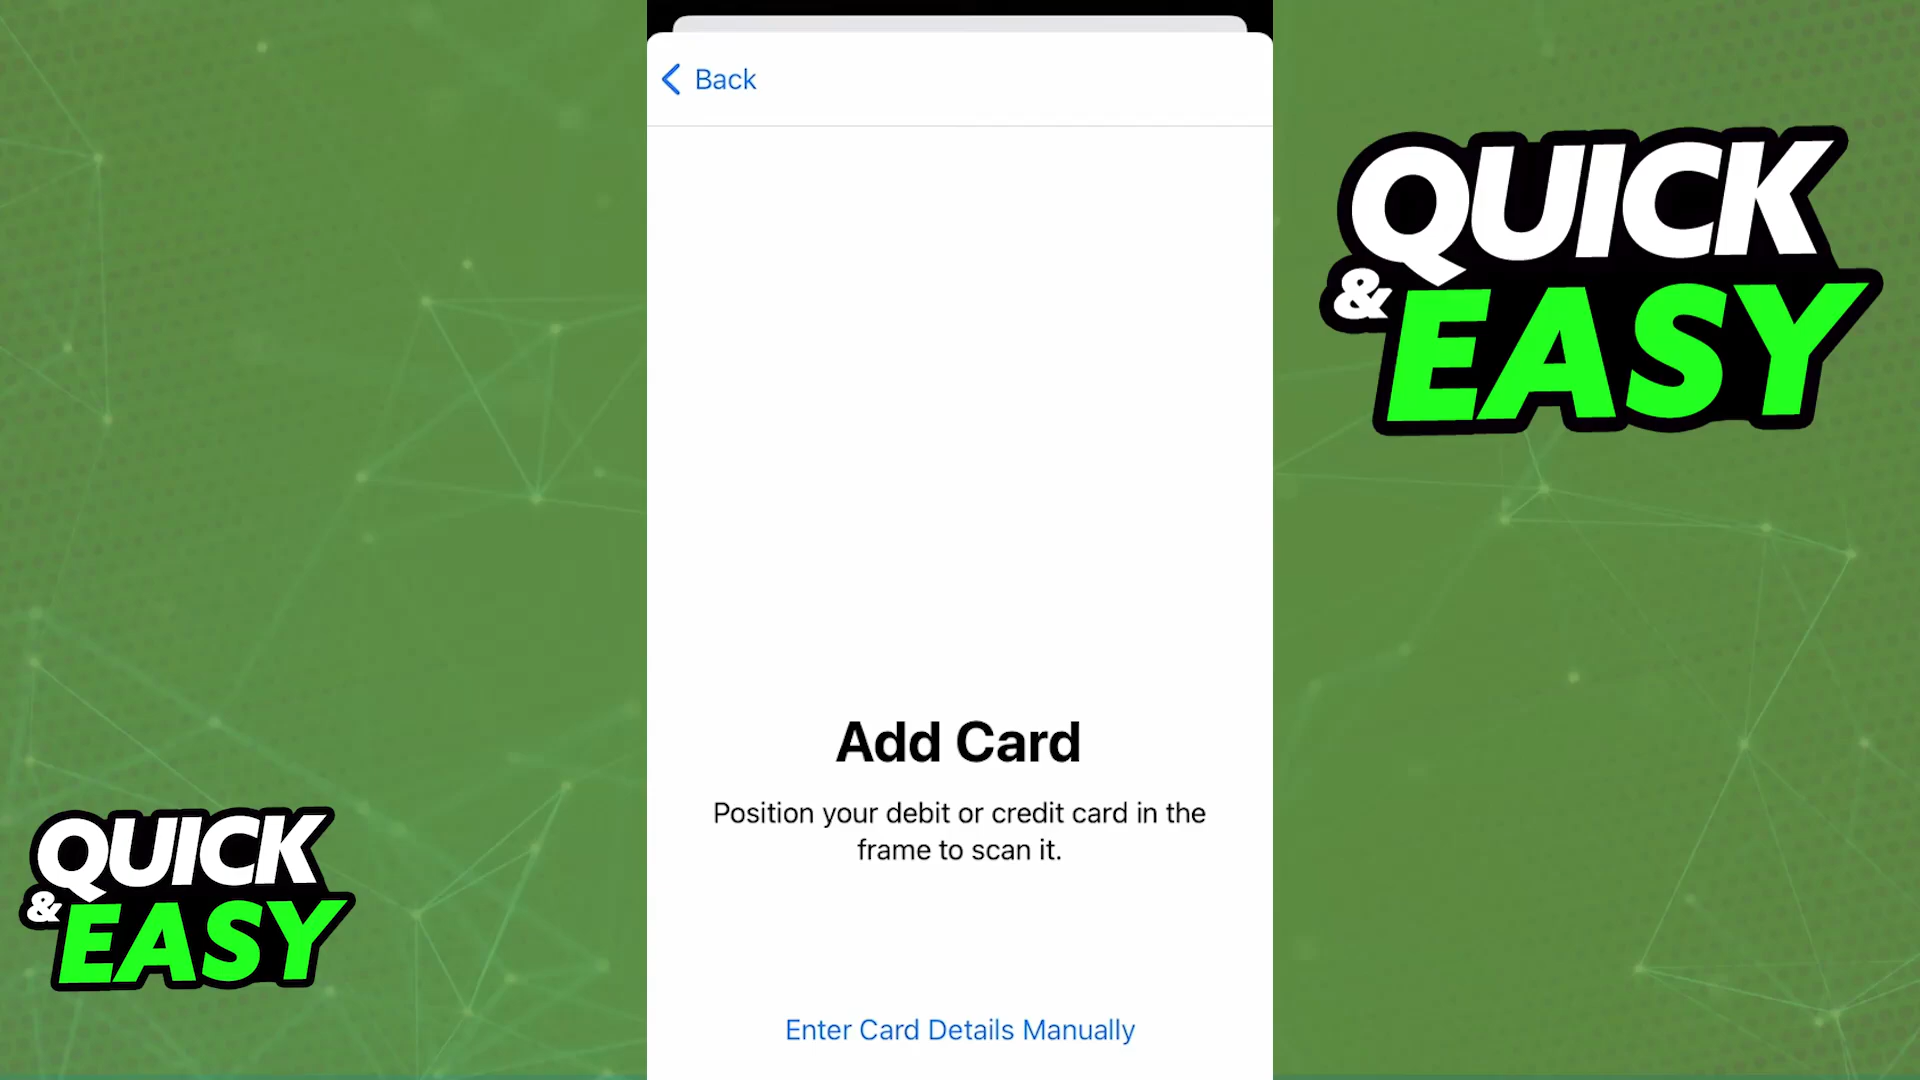 Back
QUICK
& EASY
Add Card
Position your debit or credit card in the
frame to scan it.
QUICK
& EASY
Enter Card Details Manually